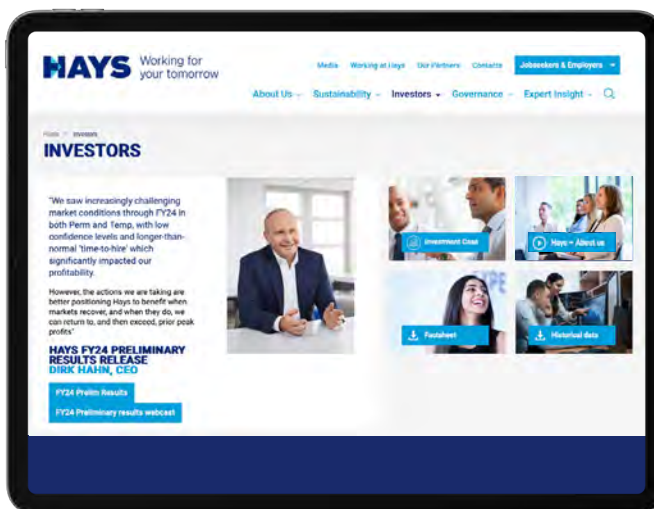 HAYS Working for
your tomorrow
Media Working at Hays Our Partners Contacts Jobseekers & Employers
About Us Sustainability Investors Governance Expert Insight
Home > Investors
INVESTORS
"We saw increasingly challenging
market conditions through FY24 in
both Perm and Temp, with low
confidence levels and longer-than-
normal 'time-to-hire' which
significantly impacted our
profitability.
However, the actions we are taking are
better positioning Hays to benefit when
markets recover, and when they do, we
can return to, and then exceed, prior peak
profits"
HAYS FY24 PRELIMINARY
RESULTS RELEASE
DIRK HAHN, CEO
FY24 Prelim Results
FY24 Preliminary results webcast
Investment Case
Hays – About us
Factsheet
Historical data